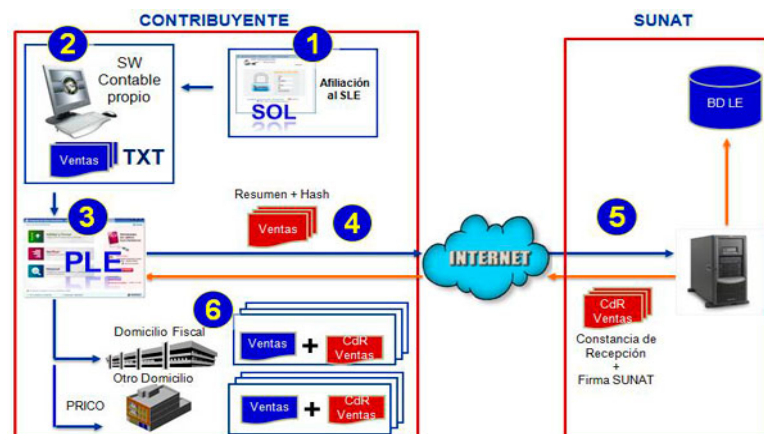 CONTRIBUYENTE
SUNAT
2
SW
Contable
propio
Ventas
TXT
1
SOL
Afiliación
al SLE
BD LE
3
PLE
Resumen + Hash
Ventas
4
INTERNET
5
CdR
Ventas
Constancia de
Recepción
+
Firma SUNAT
6
Domicilio Fiscal
Ventas
+
CdR
Ventas
Otro Domicilio
PRICO
Ventas
+
CdR
Ventas